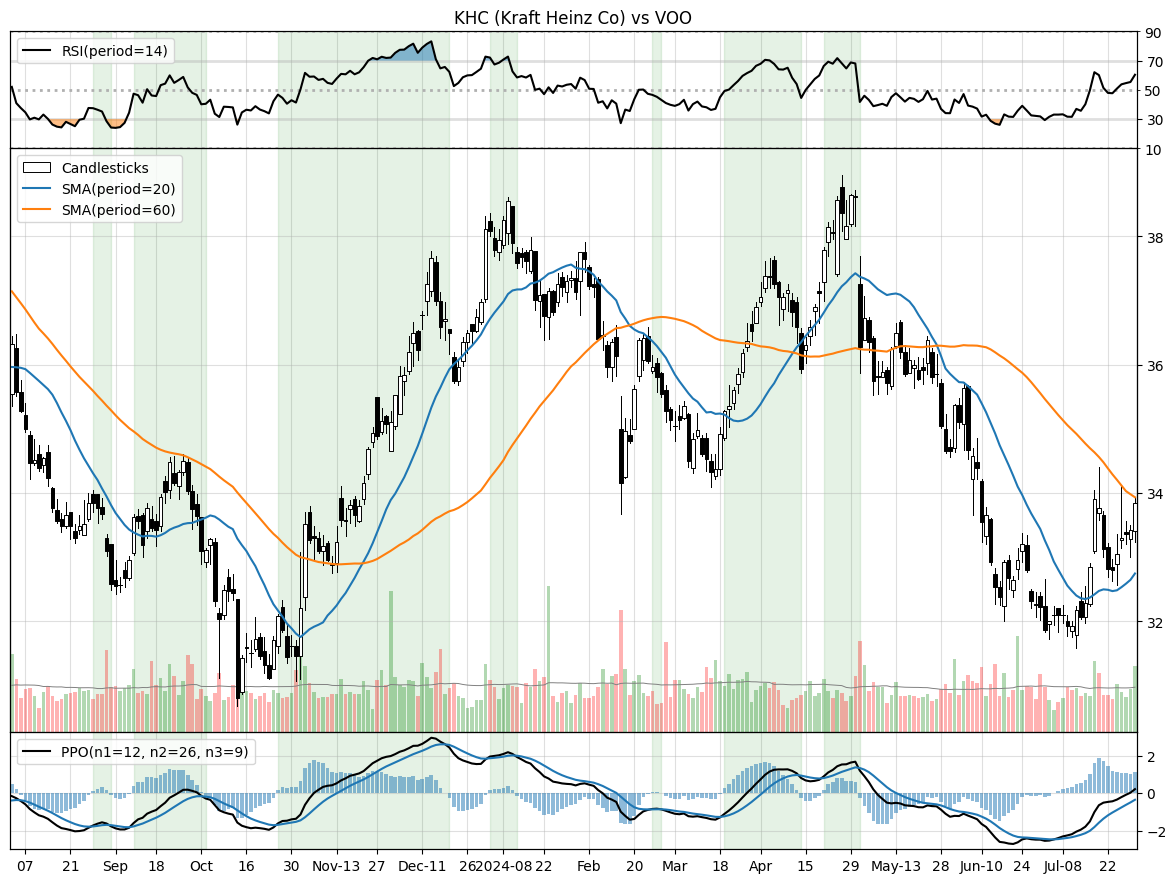 KHC (Kraft Heinz Co) vs VOO
RSI(period=14)
90
70
50
30
10
Candlesticks
SMA(period=20)
SMA(period=60)
38
36
34
32
PPO(n1=12, n2=26, n3=9)
2
0
−2
07 21 Sep 18 Oct 16 30 Nov-13 27 Dec-11 26 2024-08 22 Feb 20 Mar 18 Apr 15 29 May-13 28 Jun-10 24 Jul-08 22